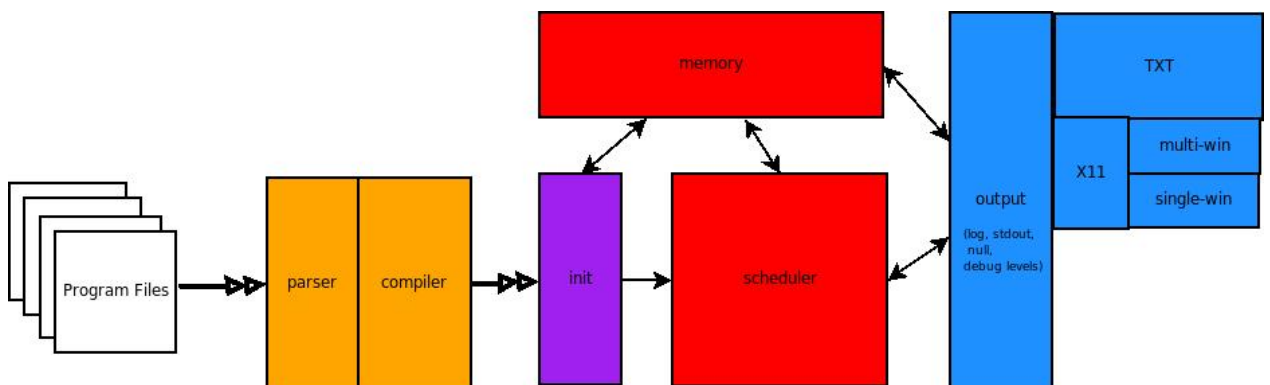 memory
TXT
multi-win
X11
single-win
output
(log, stdout,
null,
debug levels)
Program Files
parser
compiler
init
scheduler